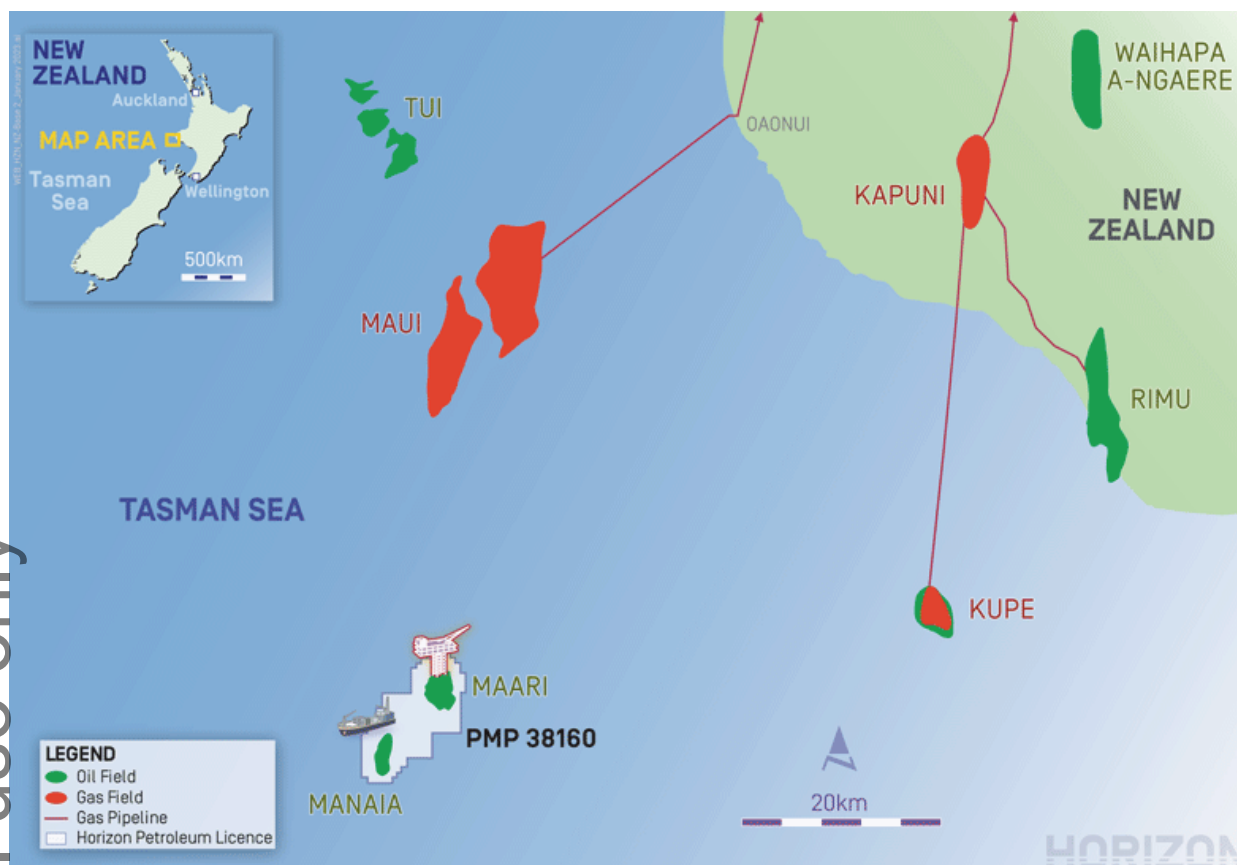 NEW
ZEALAND
Auckland
MAP AREA
Tasman
Sea
Wellington
500km
TUI
OAONUI
WAIHAPA
A-NGAERE
KAPUNI
NEW
ZEALAND
MAUI
RIMU
TASMAN SEA
KUPE
MAARI
PMP 38160
MANAIA
LEGEND
Oil Field
Gas Field
Gas Pipeline
Horizon Petroleum Licence
20km
HORIZON